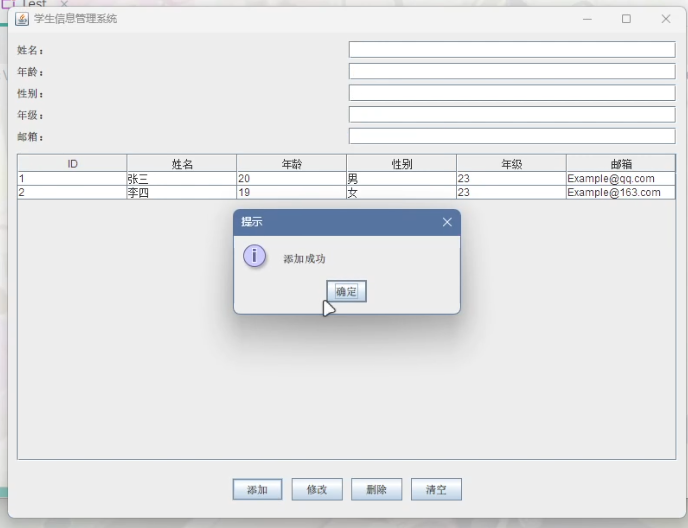 Test
学生信息管理系统
姓名：
年龄：
性别：
年级：
邮箱：
ID 姓名 年龄 性别 年级 邮箱
1 张三 20 男 23 Example@qq.com
2 李四 19 女 23 Example@163.com
提示
添加成功
确定
添加 修改 删除 清空